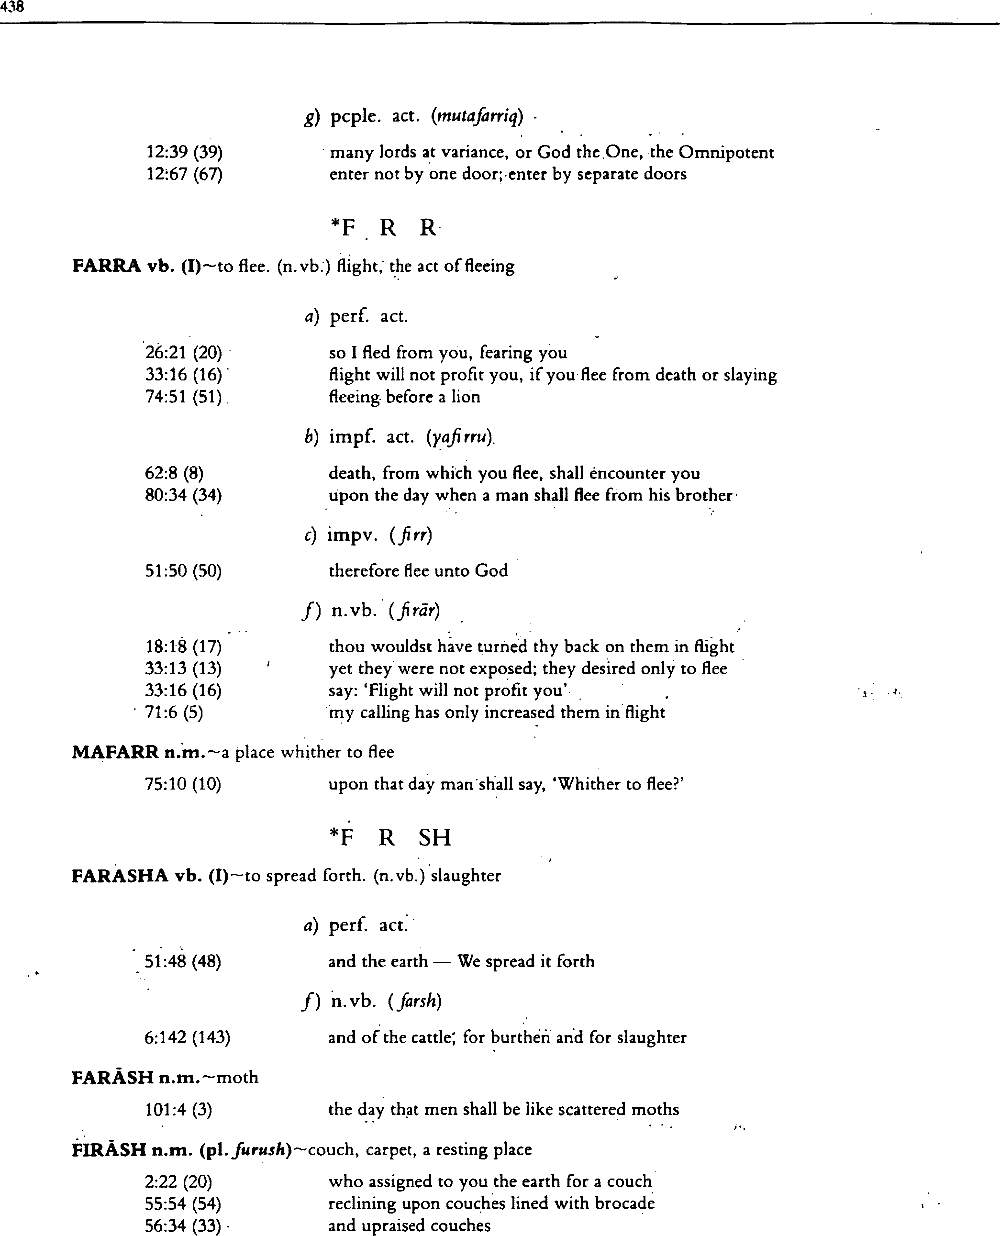 438
g) pcple. act. (mutafarriq)
12:39 (39) many lords at variance, or God the One, the Omnipotent
12:67 (67) enter not by one door; enter by separate doors
*F R R
FARRA vb. (I)~to flee. (n.vb.) flight, the act of fleeing
a) perf. act.
26:21 (20) so I fled from you, fearing you
33:16 (16) flight will not profit you, if you flee from death or slaying
74:51 (51) fleeing before a lion
b) impf. act. (yafirru)
62:8 (8) death, from which you flee, shall encounter you
80:34 (34) upon the day when a man shall flee from his brother
c) impv. (firr)
51:50 (50) therefore flee unto God
f) n.vb. (firār)
18:18 (17) thou wouldst have turned thy back on them in flight
33:13 (13) yet they were not exposed; they desired only to flee
33:16 (16) say: 'Flight will not profit you'
71:6 (5) my calling has only increased them in flight
MAFARR n.m.~a place whither to flee
75:10 (10) upon that day man shall say, 'Whither to flee?'
*F R SH
FARASHA vb. (I)~to spread forth. (n.vb.) slaughter
a) perf. act.
51:48 (48) and the earth — We spread it forth
f) n.vb. (farsh)
6:142 (143) and of the cattle, for burthen and for slaughter
FARĀSH n.m.~moth
101:4 (3) the day that men shall be like scattered moths
FIRĀSH n.m. (pl. furush)~couch, carpet, a resting place
2:22 (20) who assigned to you the earth for a couch
55:54 (54) reclining upon couches lined with brocade
56:34 (33) and upraised couches